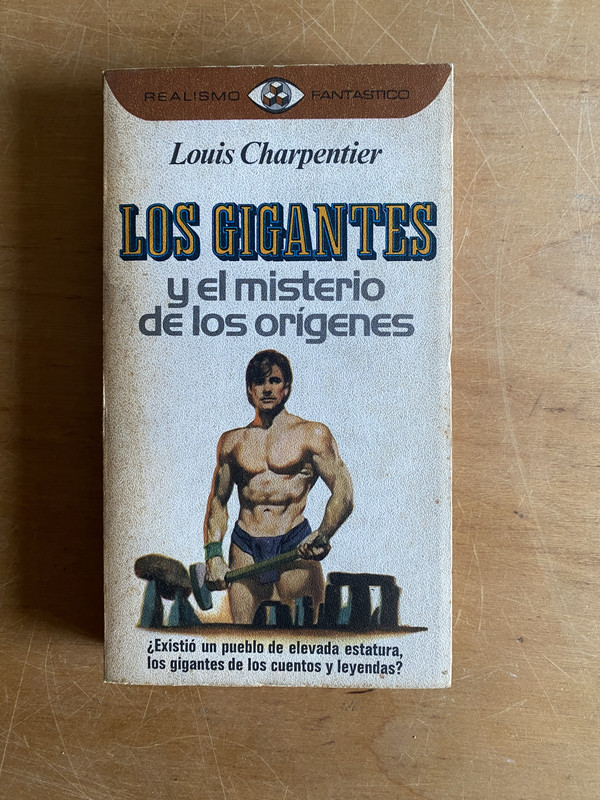 REALISMO FANTASTICO
Louis Charpentier
LOS GIGANTES
y el misterio
de los orígenes
¿Existió un pueblo de elevada estatura,
los gigantes de los cuentos y leyendas?